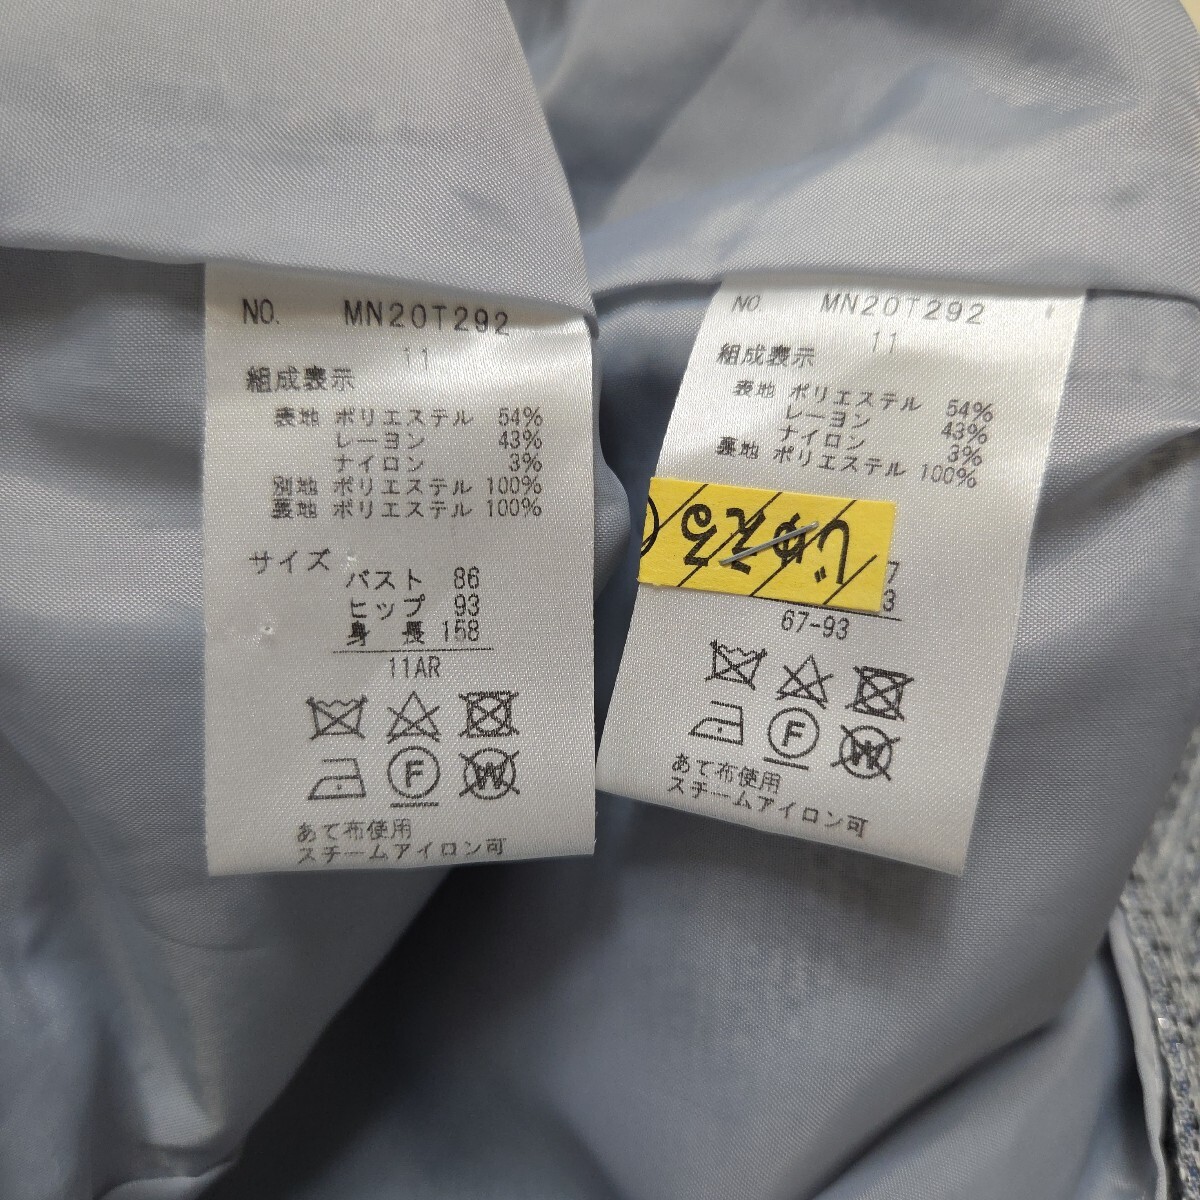 NO. MN20T292
11
組成表示
表地 ポリエステル 54%
レーヨン 43%
ナイロン 3%
別地 ポリエステル 100%
裏地 ポリエステル 100%
サイズ
バスト 86
ヒップ 93
身 長 158
11AR
F
W
あて布使用
スチームアイロン可
NO. MN20T292
11
組成表示
表地 ポリエステル 54%
レーヨン 43%
ナイロン 3%
裏地 ポリエステル 100%
じゅえる
7
3
67-93
F
W
あて布使用
スチームアイロン可